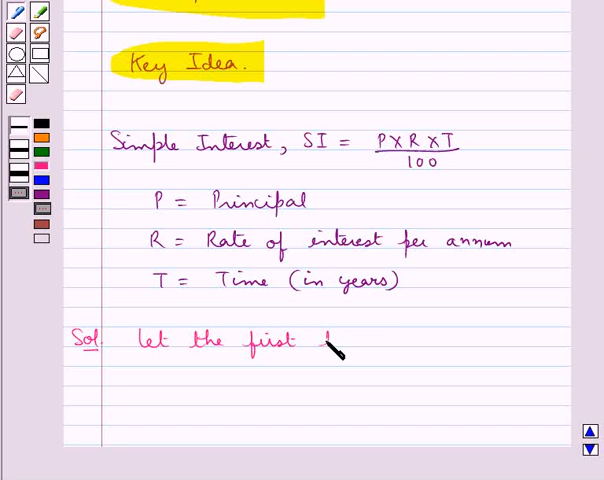 Key Idea.
Simple Interest, SI = P×R×T / 100
P = Principal
R = Rate of interest per annum
T = Time (in years)
Sol. let the first